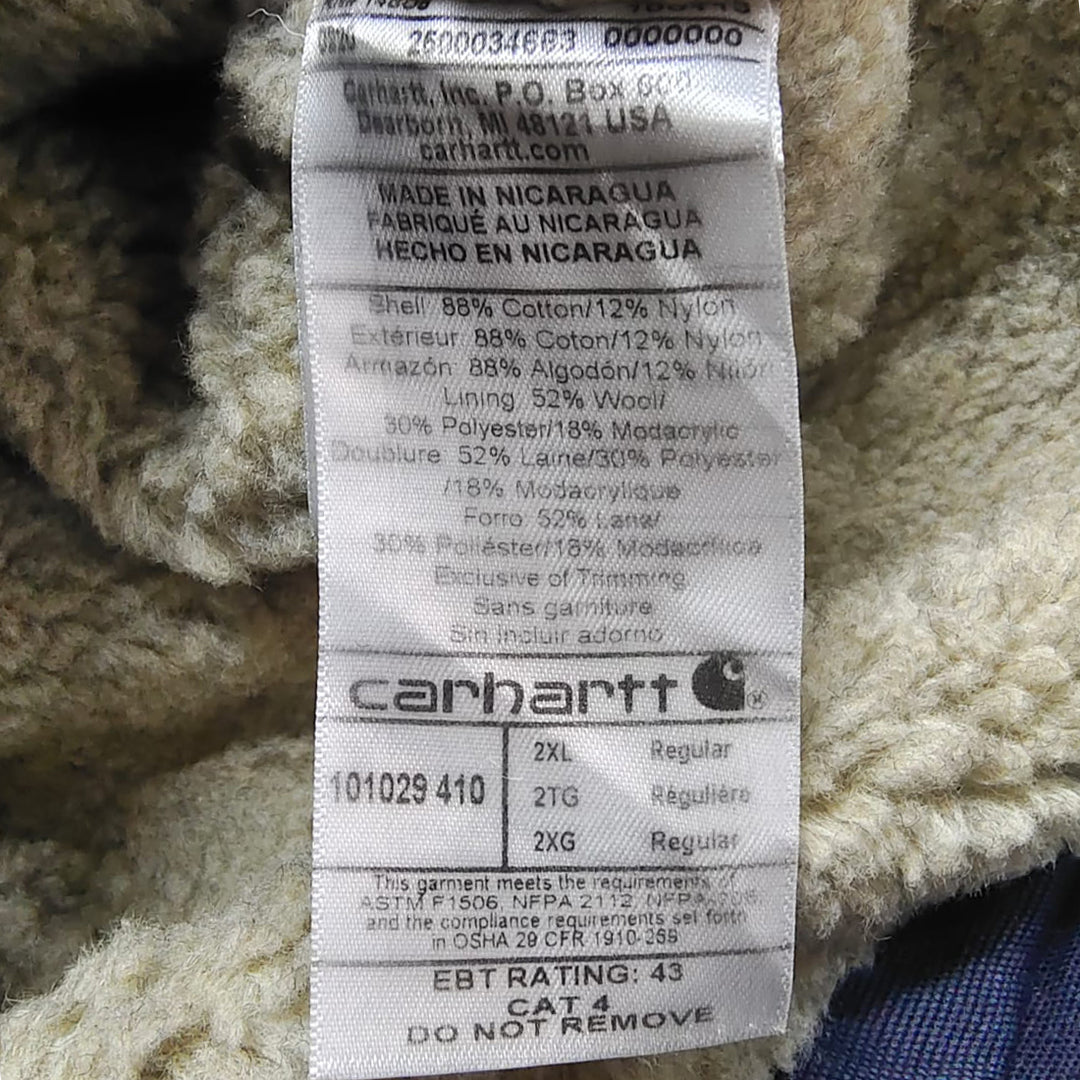 2600034663 0000000
Carhartt, Inc. P.O. Box 600
Dearborn, MI 48121 USA
carhartt.com
MADE IN NICARAGUA
FABRIQUÉ AU NICARAGUA
HECHO EN NICARAGUA
Shell: 88% Cotton/12% Nylon
Extérieur: 88% Coton/12% Nylon
Armazón: 88% Algodón/12% Nilón
Lining: 52% Wool/
30% Polyester/18% Modacrylic
Doublure: 52% Laine/30% Polyester
/18% Modacrylique
Forro: 52% Lana/
30% Poliéster/18% Modacrílica
Exclusive of Trimming
Sans garniture
Sin incluir adorno
carhartt ®
101029 410
2XL Regular
2TG Régulière
2XG Regular
This garment meets the requirements of
ASTM F1506, NFPA 2112, NFPA
and the compliance requirements set forth
in OSHA 29 CFR 1910-269
EBT RATING: 43
CAT 4
DO NOT REMOVE